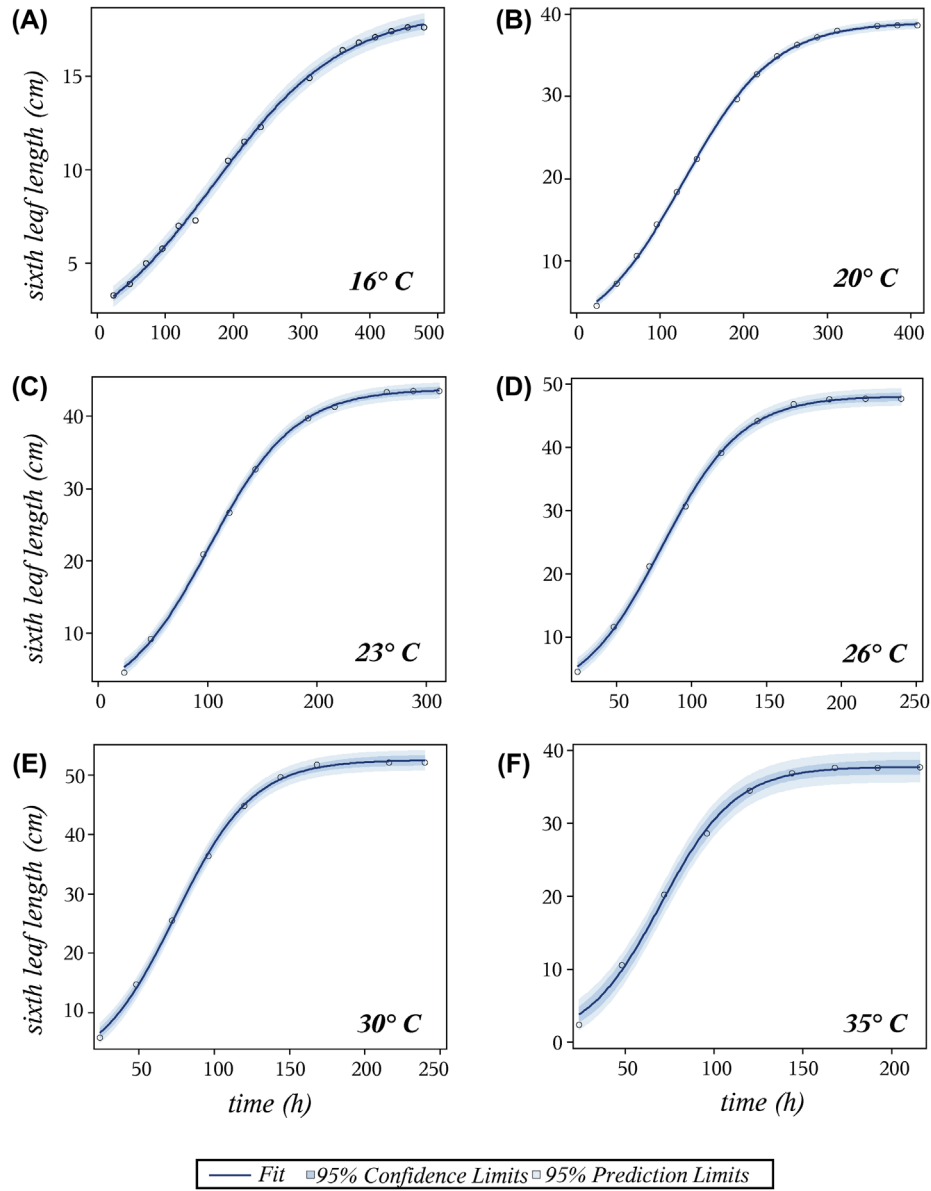 (A)
sixth leaf length (cm)
15
10
5
16° C
0 100 200 300 400 500
(B)
40
30
20
10
20° C
0 100 200 300 400
(C)
sixth leaf length (cm)
40
30
20
10
23° C
0 100 200 300
(D)
50
40
30
20
10
26° C
50 100 150 200 250
(E)
sixth leaf length (cm)
50
40
30
20
10
30° C
50 100 150 200 250
time (h)
(F)
40
30
20
10
0
35° C
50 100 150 200
time (h)
Fit 95% Confidence Limits 95% Prediction Limits